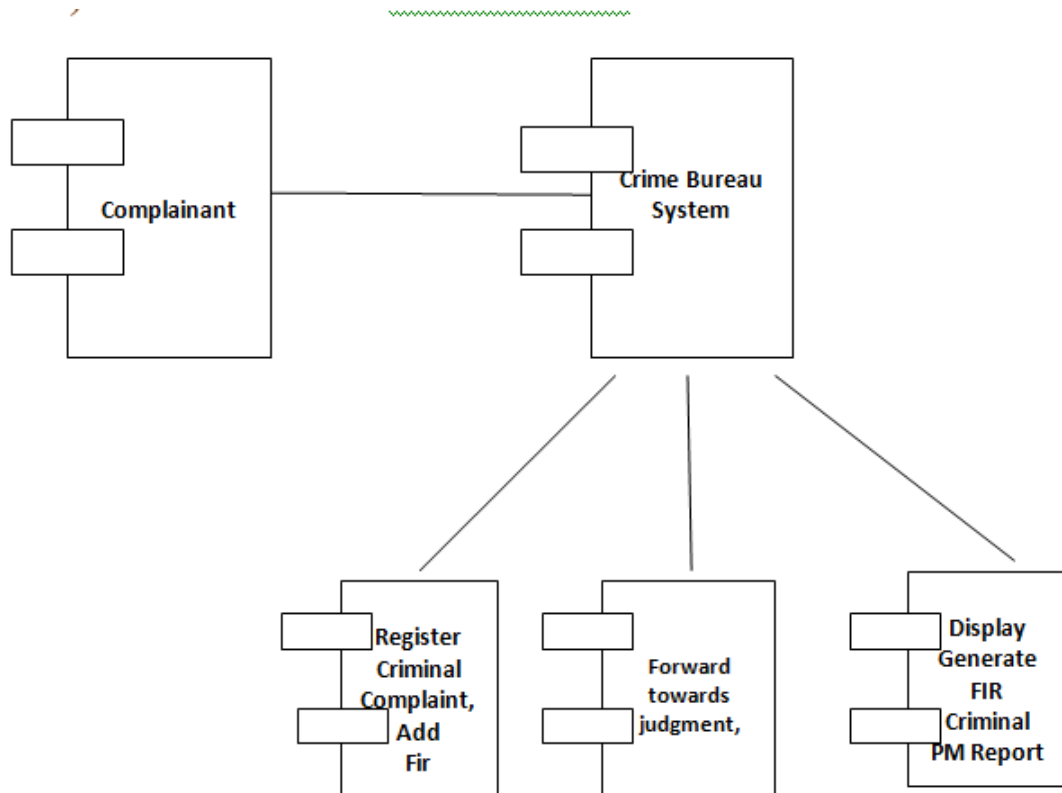 Complainant
Crime Bureau
System
Register
Criminal
Complaint,
Add
Fir
Forward
towards
judgment,
Display
Generate
FIR
Criminal
PM Report